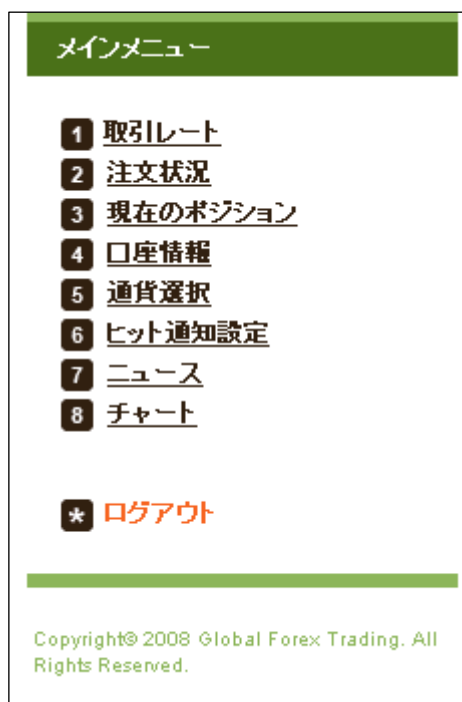 メインメニュー
1 取引レート
2 注文状況
3 現在のポジション
4 口座情報
5 通貨選択
6 ヒット通知設定
7 ニュース
8 チャート
* ログアウト
Copyright© 2008 Global Forex Trading. All
Rights Reserved.